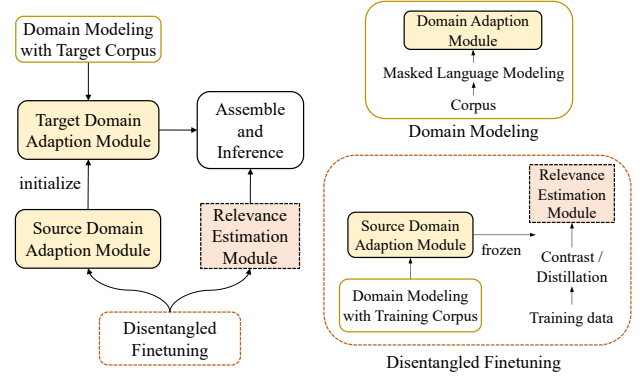 Domain Modeling
with Target Corpus
Target Domain
Adaption Module
Assemble
and
Inference
initialize
Source Domain
Adaption Module
Relevance
Estimation
Module
Disentangled
Finetuning
Domain Adaption
Module
Masked Language Modeling
Corpus
Domain Modeling
Relevance
Estimation
Module
Source Domain
Adaption Module
frozen
Contrast /
Distillation
Domain Modeling
with Training Corpus
Training data
Disentangled Finetuning